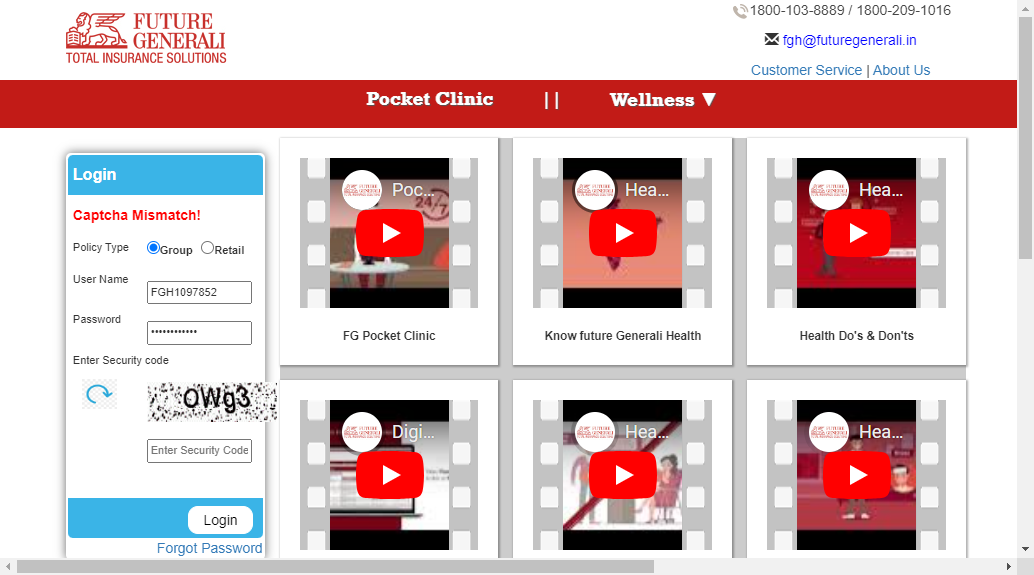 FUTURE
GENERALI
TOTAL INSURANCE SOLUTIONS
1800-103-8889 / 1800-209-1016
fgh@futuregenerali.in
Customer Service | About Us
Pocket Clinic || Wellness ▼
Login
Captcha Mismatch!
Policy Type Group Retail
User Name
FGH1097852
Password
••••••••••••
Enter Security code
OWg3
Enter Security Code
Login
Forgot Password
Poc...
24/7
FG Pocket Clinic
Hea...
Know future Generali Health
Hea...
Health Do's & Don'ts
Digi...
Hea...
Hea...